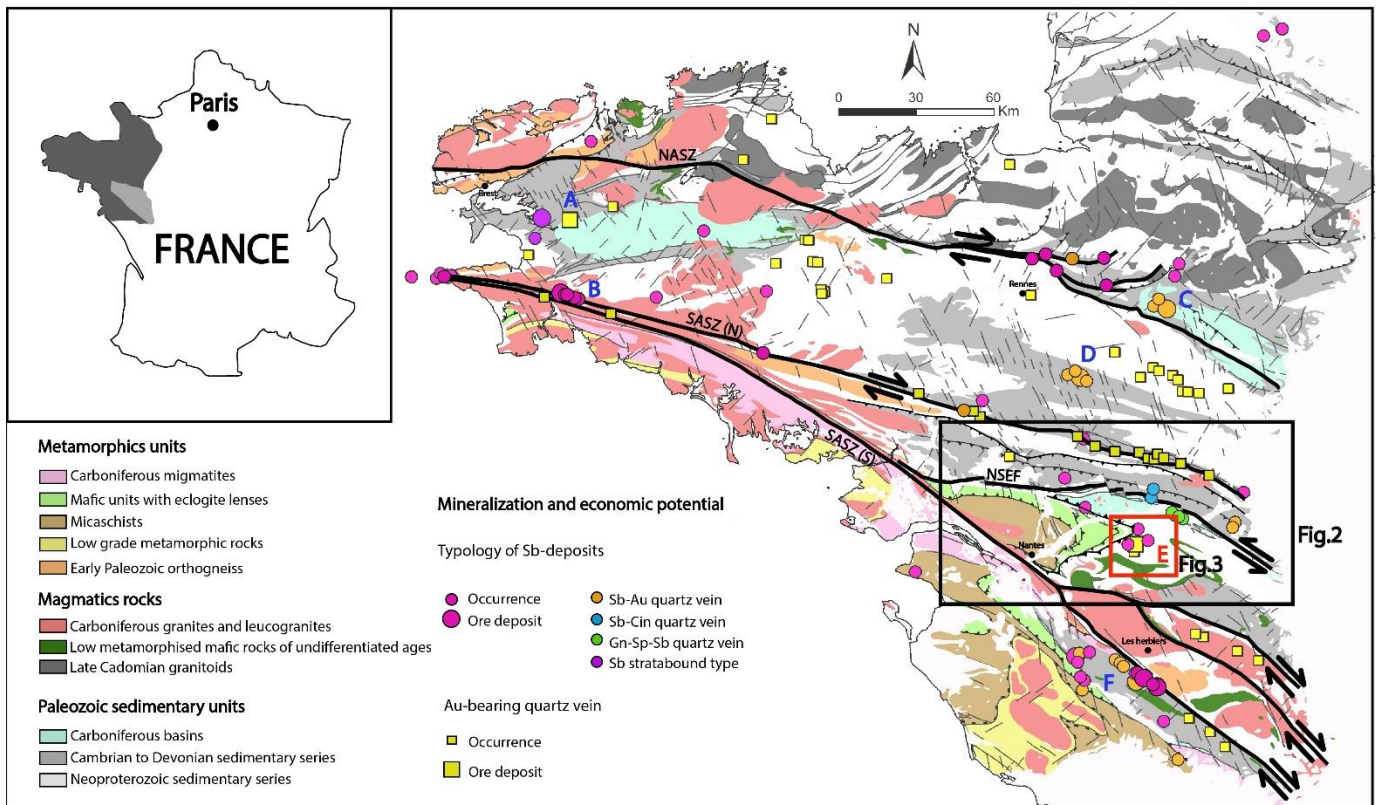 Paris
FRANCE
N
0 30 60
Km
NASZ
Brest
A
B
SASZ (N)
Rennes
C
D
SASZ (S)
NSEF
Fig.2
Nantes
E
Fig.3
Les herbiers
F
Metamorphics units
Carboniferous migmatites
Mafic units with eclogite lenses
Micaschists
Low grade metamorphic rocks
Early Paleozoic orthogneiss
Magmatics rocks
Carboniferous granites and leucogranites
Low metamorphised mafic rocks of undifferentiated ages
Late Cadomian granitoids
Paleozoic sedimentary units
Carboniferous basins
Cambrian to Devonian sedimentary series
Neoproterozoic sedimentary series
Mineralization and economic potential
Typology of Sb-deposits
Occurrence
Ore deposit
Sb-Au quartz vein
Sb-Cin quartz vein
Gn-Sp-Sb quartz vein
Sb stratabound type
Au-bearing quartz vein
Occurrence
Ore deposit